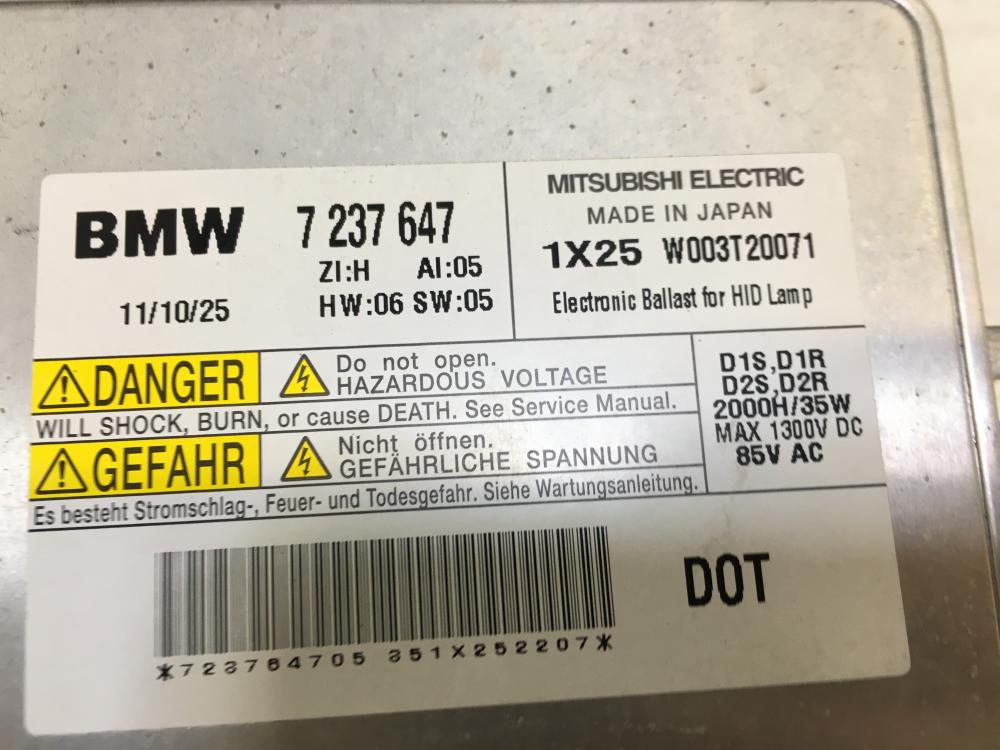 BMW 7 237 647
ZI:H AI:05
11/10/25 HW:06 SW:05
MITSUBISHI ELECTRIC
MADE IN JAPAN
1X25 W003T20071
Electronic Ballast for HID Lamp
DANGER
Do not open.
HAZARDOUS VOLTAGE
WILL SHOCK, BURN, or cause DEATH. See Service Manual.
GEFAHR
Nicht öffnen.
GEFÄHRLICHE SPANNUNG
Es besteht Stromschlag-, Feuer- und Todesgefahr. Siehe Wartungsanleitung.
D1S,D1R
D2S,D2R
2000H/35W
MAX 1300V DC
85V AC
DOT
*723764705 351X252207*